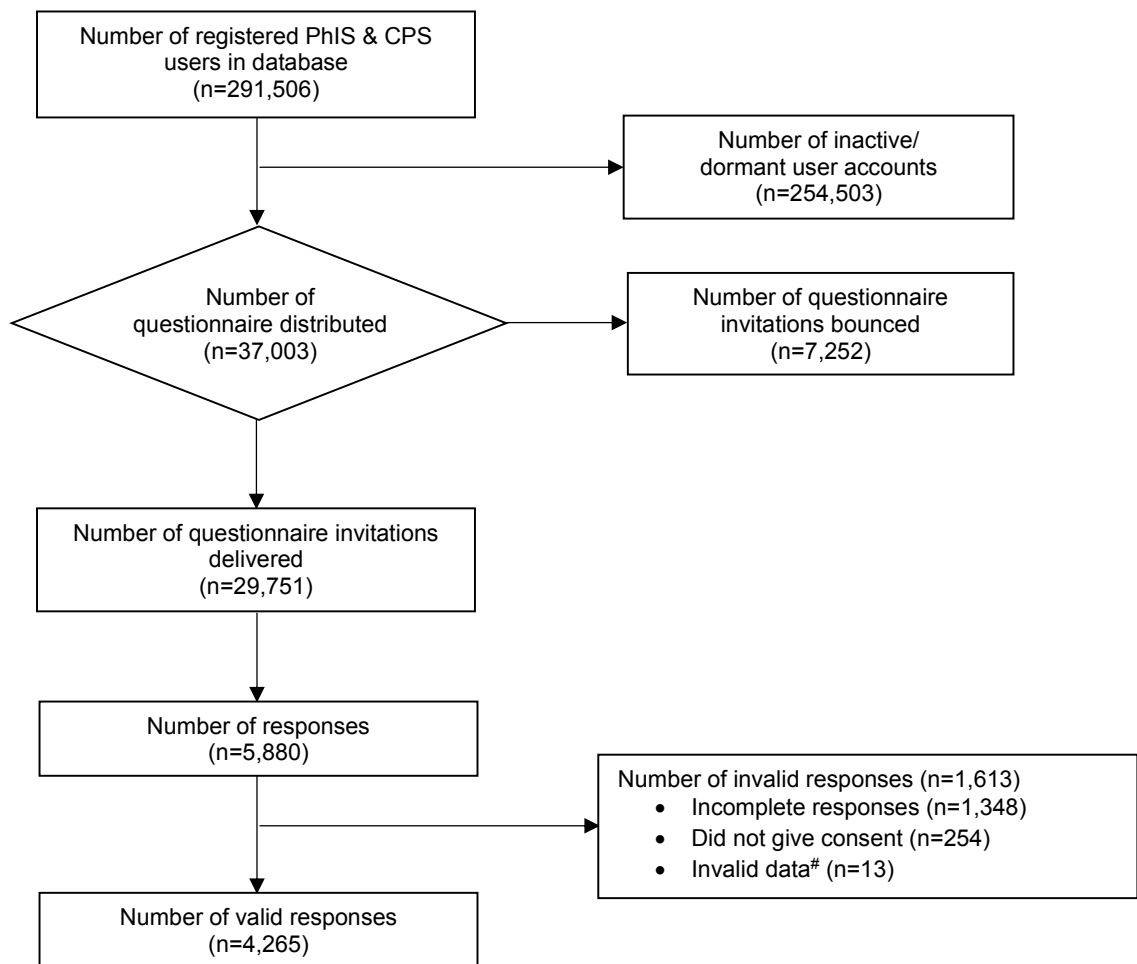 Number of registered PhIS & CPS
users in database
(n=291,506)
Number of inactive/
dormant user accounts
(n=254,503)
Number of
questionnaire distributed
(n=37,003)
Number of questionnaire
invitations bounced
(n=7,252)
Number of questionnaire invitations
delivered
(n=29,751)
Number of responses
(n=5,880)
Number of invalid responses (n=1,613)
• Incomplete responses (n=1,348)
• Did not give consent (n=254)
• Invalid data# (n=13)
Number of valid responses
(n=4,265)